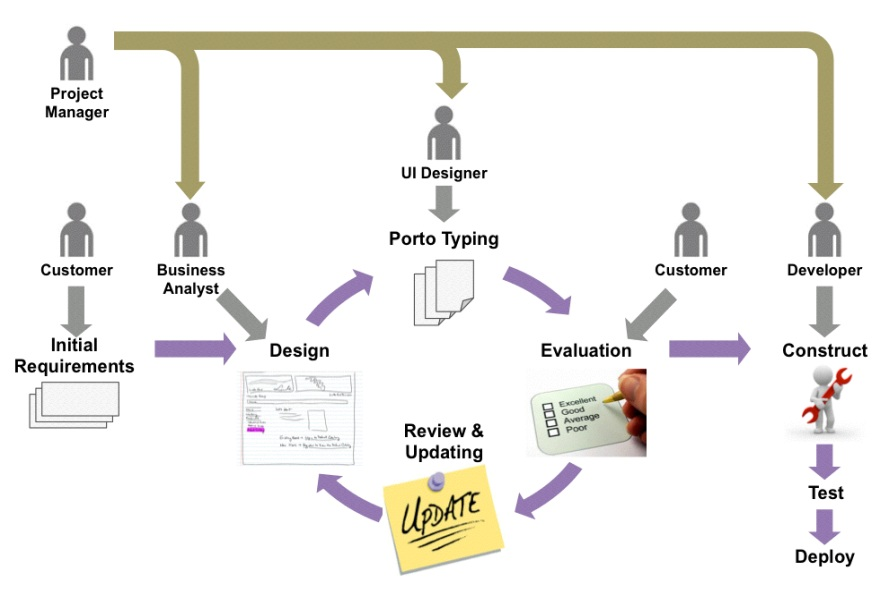 Project
Manager
UI Designer
Porto Typing
Customer
Business
Analyst
Customer
Developer
Initial
Requirements
Design
Evaluation
Construct
Excellent
Good
Average
Poor
Review &
Updating
UPDATE
Test
Deploy